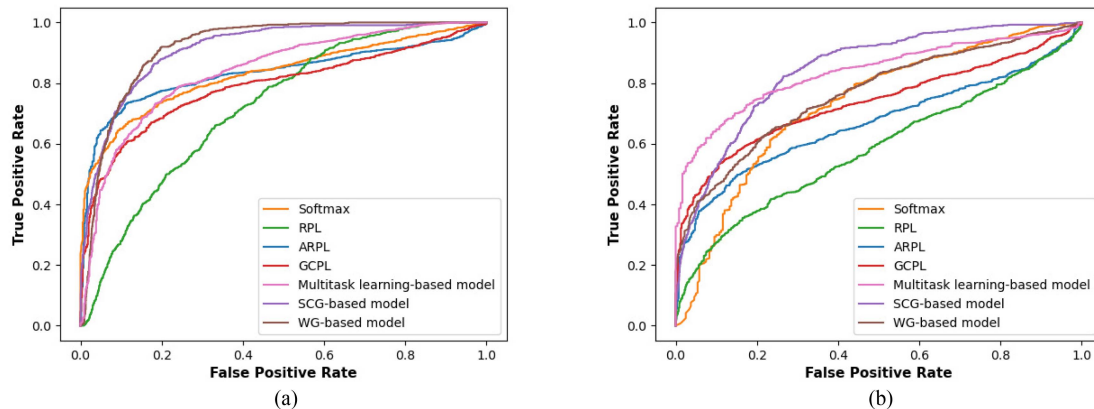 1.0
0.8
0.6
0.4
0.2
0.0
True Positive Rate
Softmax
RPL
ARPL
GCPL
Multitask learning-based model
SCG-based model
WG-based model
0.0 0.2 0.4 0.6 0.8 1.0
False Positive Rate
(a)
1.0
0.8
0.6
0.4
0.2
0.0
True Positive Rate
Softmax
RPL
ARPL
GCPL
Multitask learning-based model
SCG-based model
WG-based model
0.0 0.2 0.4 0.6 0.8 1.0
False Positive Rate
(b)